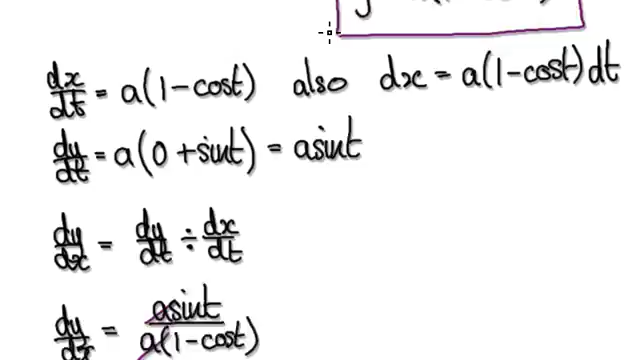 dx/dt = a(1-cost) also dx = a(1-cost)dt
dy/dt = a(0+sint) = asint
dy/dx = dy/dt ÷ dx/dt
dy/dx = asint/a(1-cost)